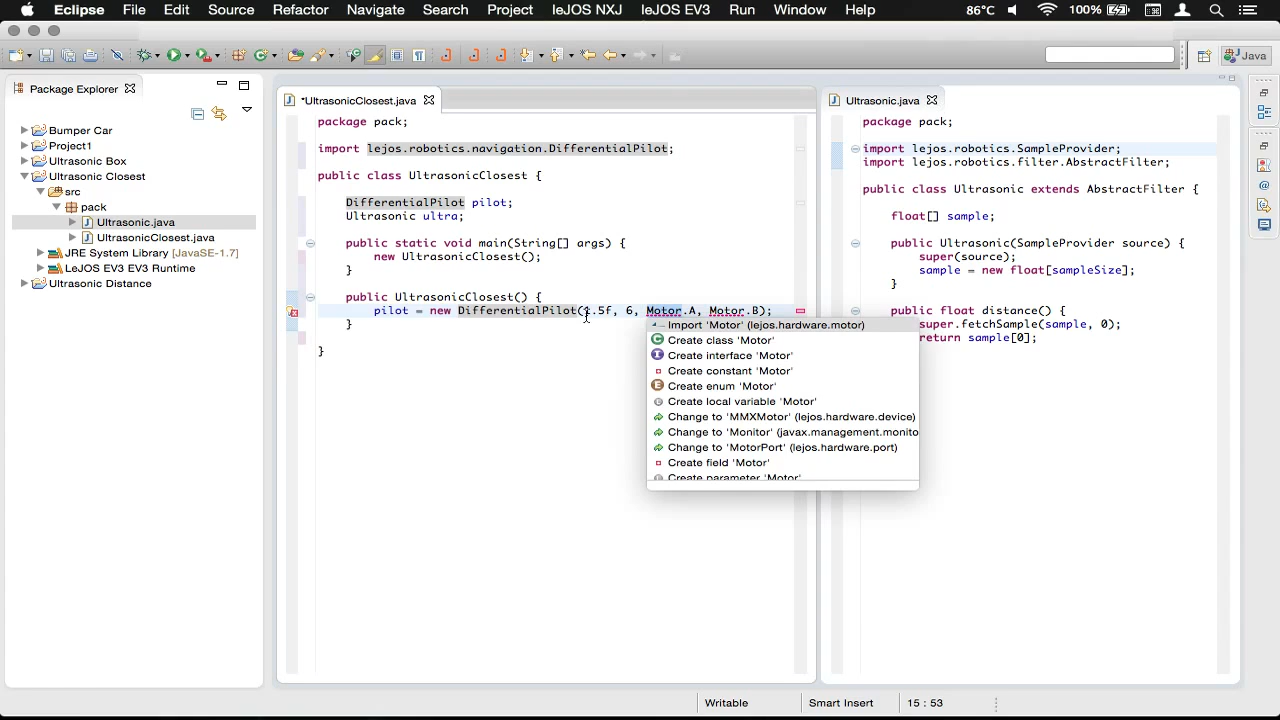 Eclipse File Edit Source Refactor Navigate Search Project leJOS NXJ leJOS EV3 Run Window Help 86°C 100%
Java
Package Explorer
Bumper Car
Project1
Ultrasonic Box
Ultrasonic Closest
src
pack
Ultrasonic.java
UltrasonicClosest.java
JRE System Library [JavaSE-1.7]
LeJOS EV3 EV3 Runtime
Ultrasonic Distance
*UltrasonicClosest.java
package pack;
import lejos.robotics.navigation.DifferentialPilot;
public class UltrasonicClosest {
DifferentialPilot pilot;
Ultrasonic ultra;
public static void main(String[] args) {
new UltrasonicClosest();
}
public UltrasonicClosest() {
pilot = new DifferentialPilot(1.5f, 6, Motor.A, Motor.B);
}
}
Import 'Motor' (lejos.hardware.motor)
Create class 'Motor'
Create interface 'Motor'
Create constant 'Motor'
Create enum 'Motor'
Create local variable 'Motor'
Change to 'MMXMotor' (lejos.hardware.device)
Change to 'Monitor' (javax.management.monito
Change to 'MotorPort' (lejos.hardware.port)
Create field 'Motor'
Create parameter 'Motor'
Ultrasonic.java
package pack;
import lejos.robotics.SampleProvider;
import lejos.robotics.filter.AbstractFilter;
public class Ultrasonic extends AbstractFilter {
float[] sample;
public Ultrasonic(SampleProvider source) {
super(source);
sample = new float[sampleSize];
}
public float distance() {
super.fetchSample(sample, 0);
return sample[0];
Writable Smart Insert 15 : 53